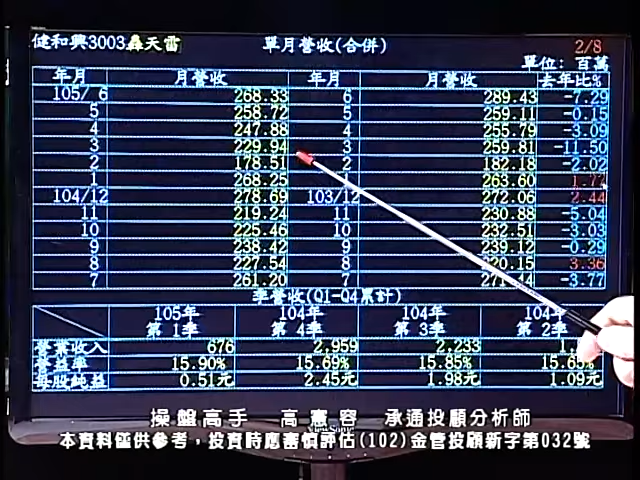 健和興3003轟天雷 單月營收(合併) 2/8
單位: 百萬
年月 月營收 年月 月營收 去年比%
105/ 6 268.33 6 289.43 -7.29
5 258.72 5 259.11 -0.15
4 247.88 4 255.79 -3.09
3 229.94 3 259.81 -11.50
2 178.51 2 182.18 -2.02
1 268.25 263.60 1.77
104/12 278.69 103/12 272.06 2.44
11 219.24 11 230.88 -5.04
10 225.46 10 232.51 -3.03
9 238.42 9 239.12 -0.29
8 227.54 8 3.36
7 261.20 7 -3.77
季營收(Q1-Q4累計)
105年 104年 104年 104年
第 1季 第 4季 第 3季 第 2季
營業收入 676 2,959 2,233
營益率 15.90% 15.69% 15.85% 15.65%
每股純益 0.51元 2.45元 1.98元 1.09元
ViewSonic
操盤高手 高憲容 承通投顧分析師
本資料僅供參考，投資時應審慎評估(102)金管投顧新字第032號